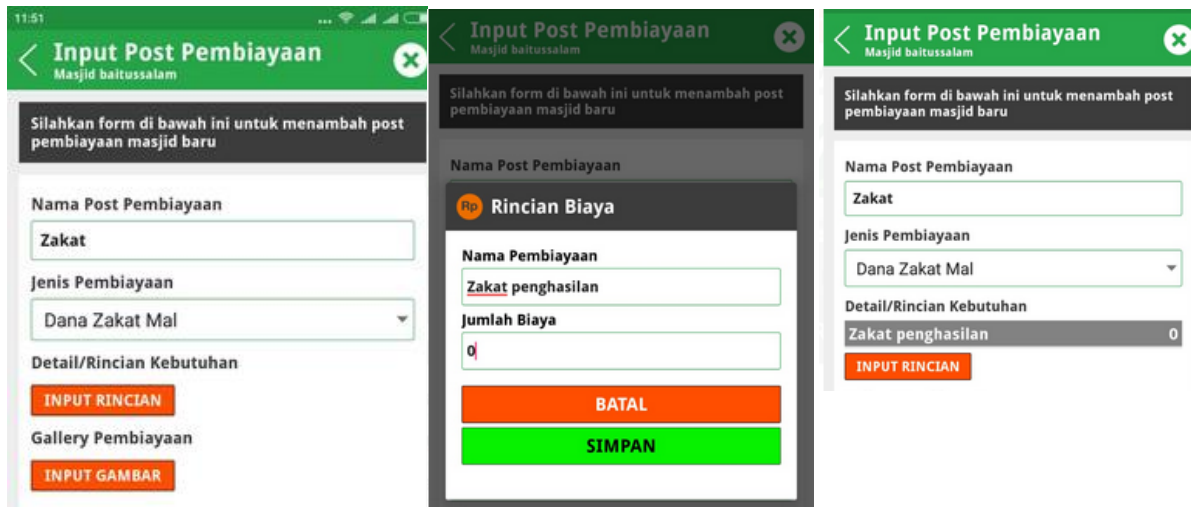 11:51
Input Post Pembiayaan
Masjid baitussalam
Silahkan form di bawah ini untuk menambah post
pembiayaan masjid baru
Nama Post Pembiayaan
Zakat
Jenis Pembiayaan
Dana Zakat Mal
Detail/Rincian Kebutuhan
INPUT RINCIAN
Gallery Pembiayaan
INPUT GAMBAR
Input Post Pembiayaan
Masjid baitussalam
Silahkan form di bawah ini untuk menambah post
pembiayaan masjid baru
Nama Post Pembiayaan
Rp Rincian Biaya
Nama Pembiayaan
Zakat penghasilan
Jumlah Biaya
0
BATAL
SIMPAN
Input Post Pembiayaan
Masjid baitussalam
Silahkan form di bawah ini untuk menambah post
pembiayaan masjid baru
Nama Post Pembiayaan
Zakat
Jenis Pembiayaan
Dana Zakat Mal
Detail/Rincian Kebutuhan
Zakat penghasilan 0
INPUT RINCIAN